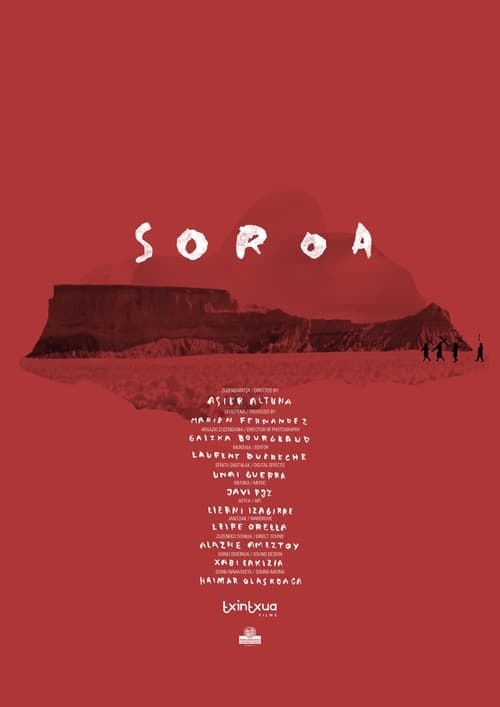 SOROA
ZUZENDARITZA / DIRECTOR BY
ASIER ALTUNA
EKOIZTENA / PRODUCED BY
MARIAN FERNANDEZ
ARGAZKI ZUZENDARIA / DIRECTOR OF PHOTOGRAPHY
GAIZKA BOURGEAUD
MUNTAIA / EDITOR
LAURENT DUFRECHE
EFEKTU DIGITALAK / DIGITAL EFFECTS
UNAI GUERRA
MUSIKA / MUSIC
JAVI P3Z
ARTEA / ART
LIERNI IZAGIRRE
JANTZIAK / WARDROVE
LEIRE ORELLA
ZUZENEKO SOINUA / DIRECT SOUND
ALAZNE AMEZTOY
SOINU DISEINUA / SOUND DESIGN
XABI ERKIZIA
SOINU NAHASKETA / SOUND MIXING
HAIMAR OLASKOAGA
txintxua
FILMS